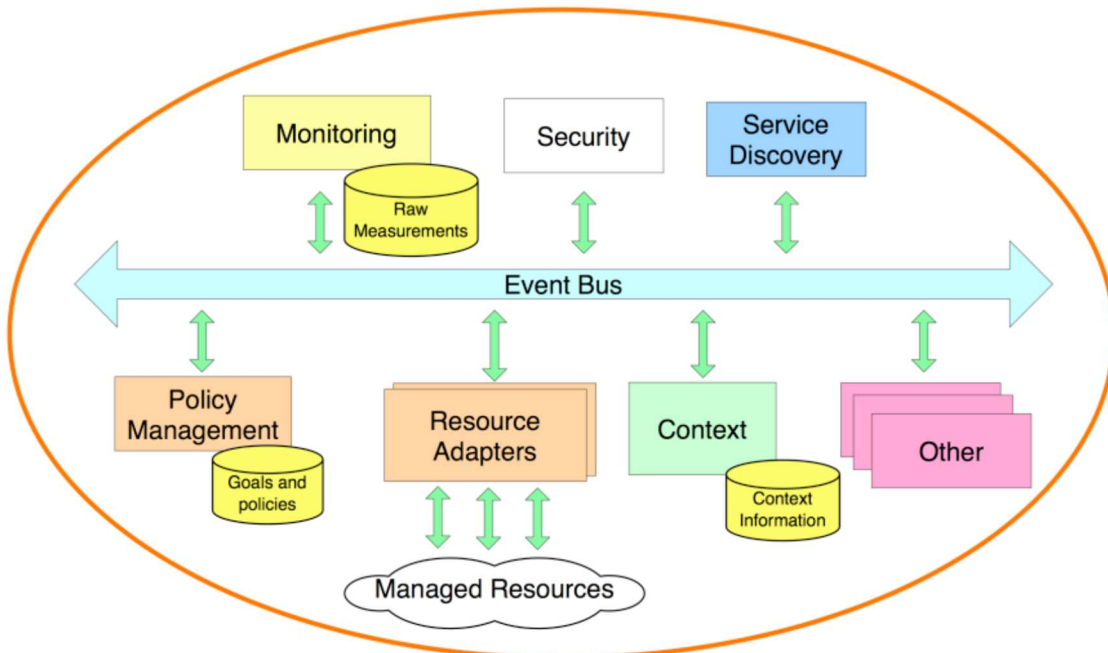 Monitoring
Security
Service
Discovery
Raw
Measurements
Event Bus
Policy
Management
Resource
Adapters
Context
Other
Goals and
policies
Context
Information
Managed Resources